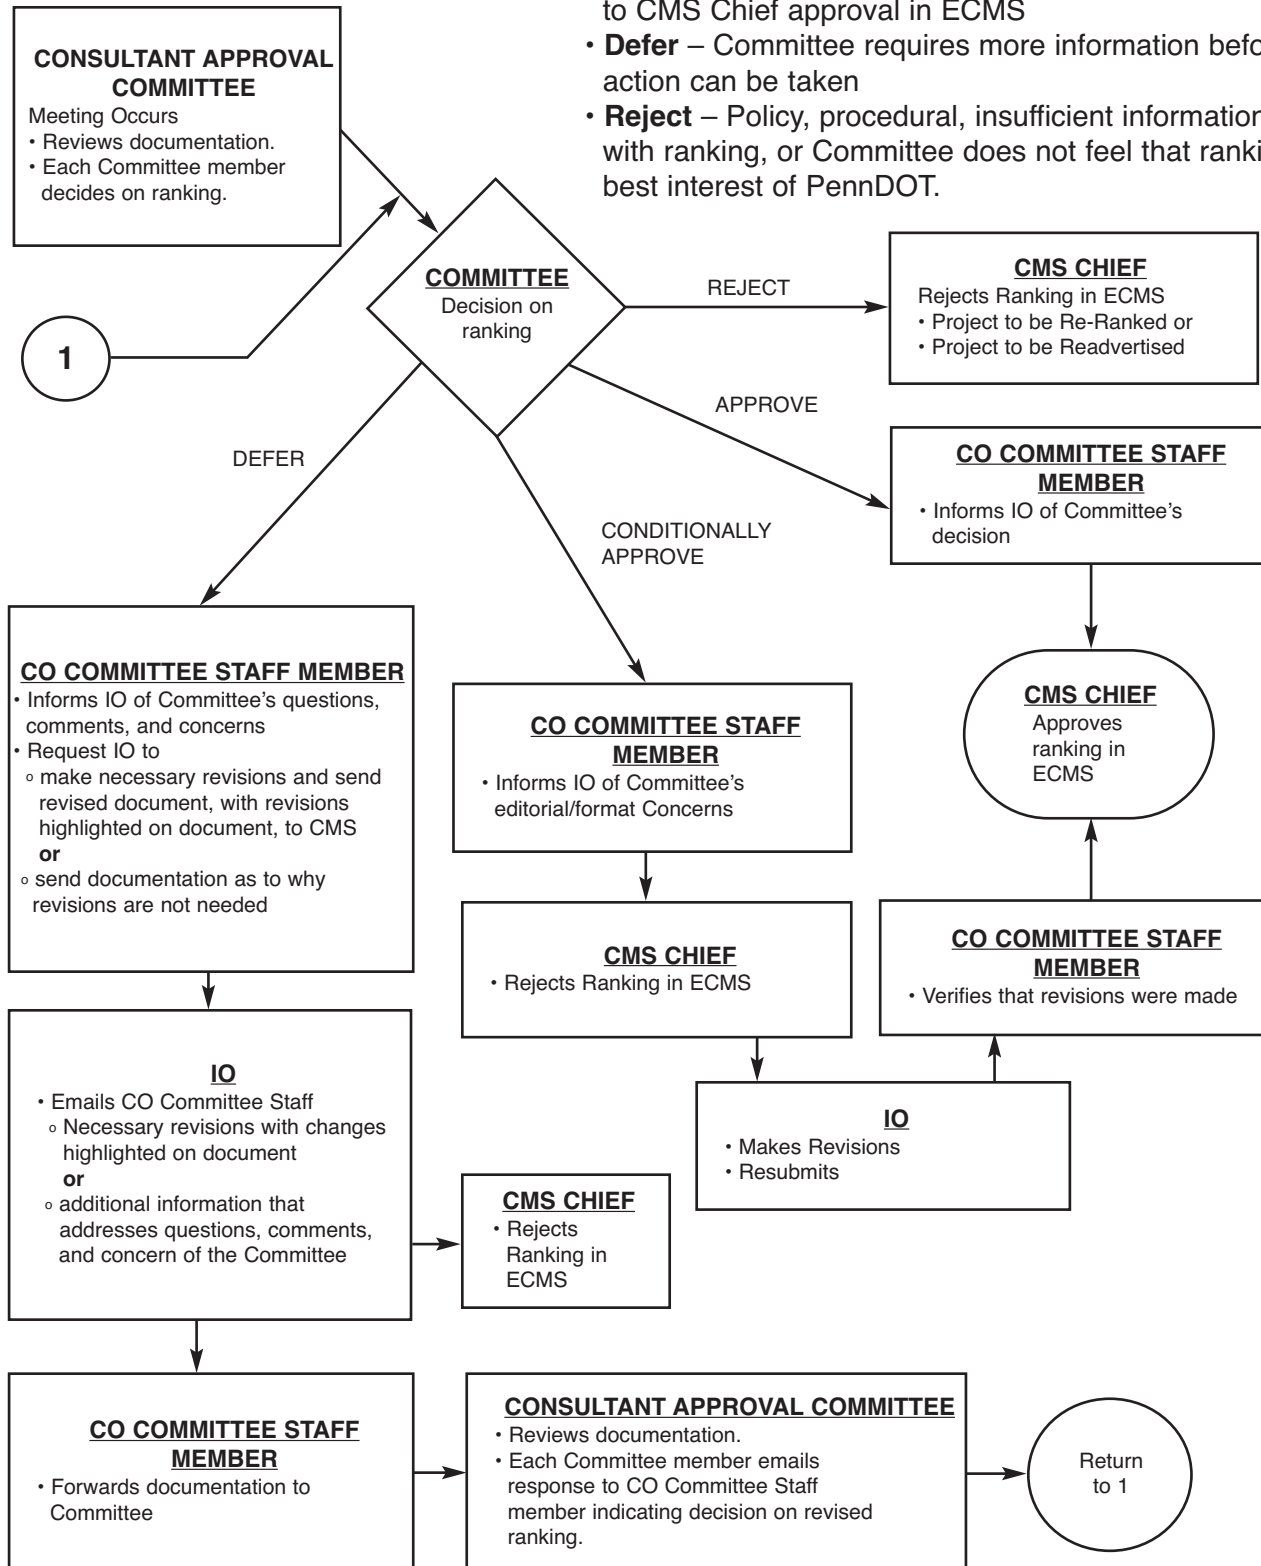 to CMS Chief approval in ECMS
• Defer – Committee requires more information
action can be taken
• Reject – Policy, procedural, insufficient information
with ranking, or Committee does not feel that
best interest of PennDOT.
CONSULTANT APPROVAL
COMMITTEE
Meeting Occurs
• Reviews documentation.
• Each Committee member
decides on ranking.
1
COMMITTEE
Decision on
ranking
REJECT
CMS CHIEF
Rejects Ranking in ECMS
• Project to be Re-Ranked or
• Project to be Readvertised
APPROVE
CO COMMITTEE STAFF
MEMBER
• Informs IO of Committee’s
decision
CMS CHIEF
Approves
ranking in
ECMS
DEFER
CONDITIONALLY
APPROVE
CO COMMITTEE STAFF MEMBER
• Informs IO of Committee’s questions,
comments, and concerns
• Request IO to
o make necessary revisions and send
revised document, with revisions
highlighted on document, to CMS
or
o send documentation as to why
revisions are not needed
CO COMMITTEE STAFF
MEMBER
• Informs IO of Committee’s
editorial/format Concerns
CMS CHIEF
• Rejects Ranking in ECMS
CO COMMITTEE STAFF
MEMBER
• Verifies that revisions were made
IO
• Makes Revisions
• Resubmits
IO
• Emails CO Committee Staff
o Necessary revisions with changes
highlighted on document
or
o additional information that
addresses questions, comments,
and concern of the Committee
CMS CHIEF
• Rejects
Ranking in
ECMS
CO COMMITTEE STAFF
MEMBER
• Forwards documentation to
Committee
CONSULTANT APPROVAL COMMITTEE
• Reviews documentation.
• Each Committee member emails
response to CO Committee Staff
member indicating decision on revised
ranking.
Return
to 1